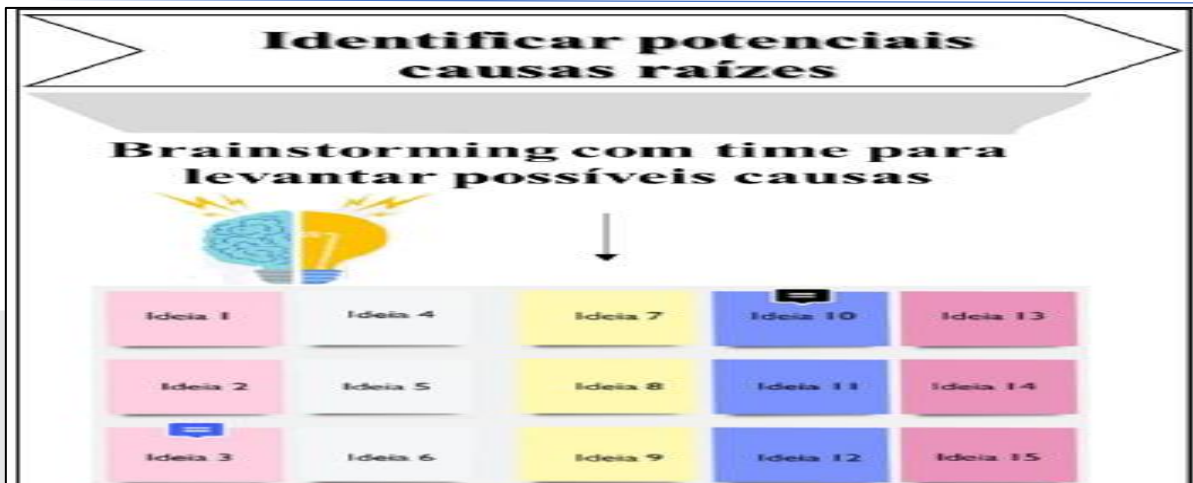 Identificar potenciais
causas raízes
Brainstorming com time para
levantar possíveis causas
Ideia 1
Ideia 4
Ideia 7
Ideia 10
Ideia 13
Ideia 2
Ideia 5
Ideia 8
Ideia 11
Ideia 14
Ideia 3
Ideia 6
Ideia 9
Ideia 12
Ideia 15